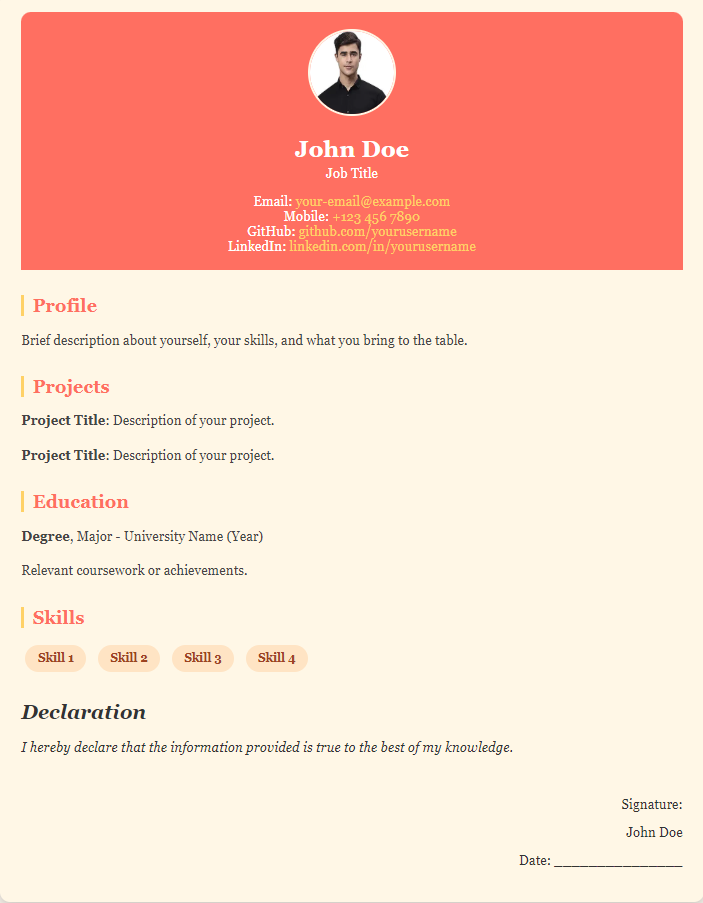 John Doe
Job Title
Email: your-email@example.com
Mobile: +123 456 7890
GitHub: github.com/yourusername
LinkedIn: linkedin.com/in/yourusername
Profile
Brief description about yourself, your skills, and what you bring to the table.
Projects
Project Title: Description of your project.
Project Title: Description of your project.
Education
Degree, Major - University Name (Year)
Relevant coursework or achievements.
Skills
Skill 1 Skill 2 Skill 3 Skill 4
Declaration
I hereby declare that the information provided is true to the best of my knowledge.
Signature:
John Doe
Date: _______________